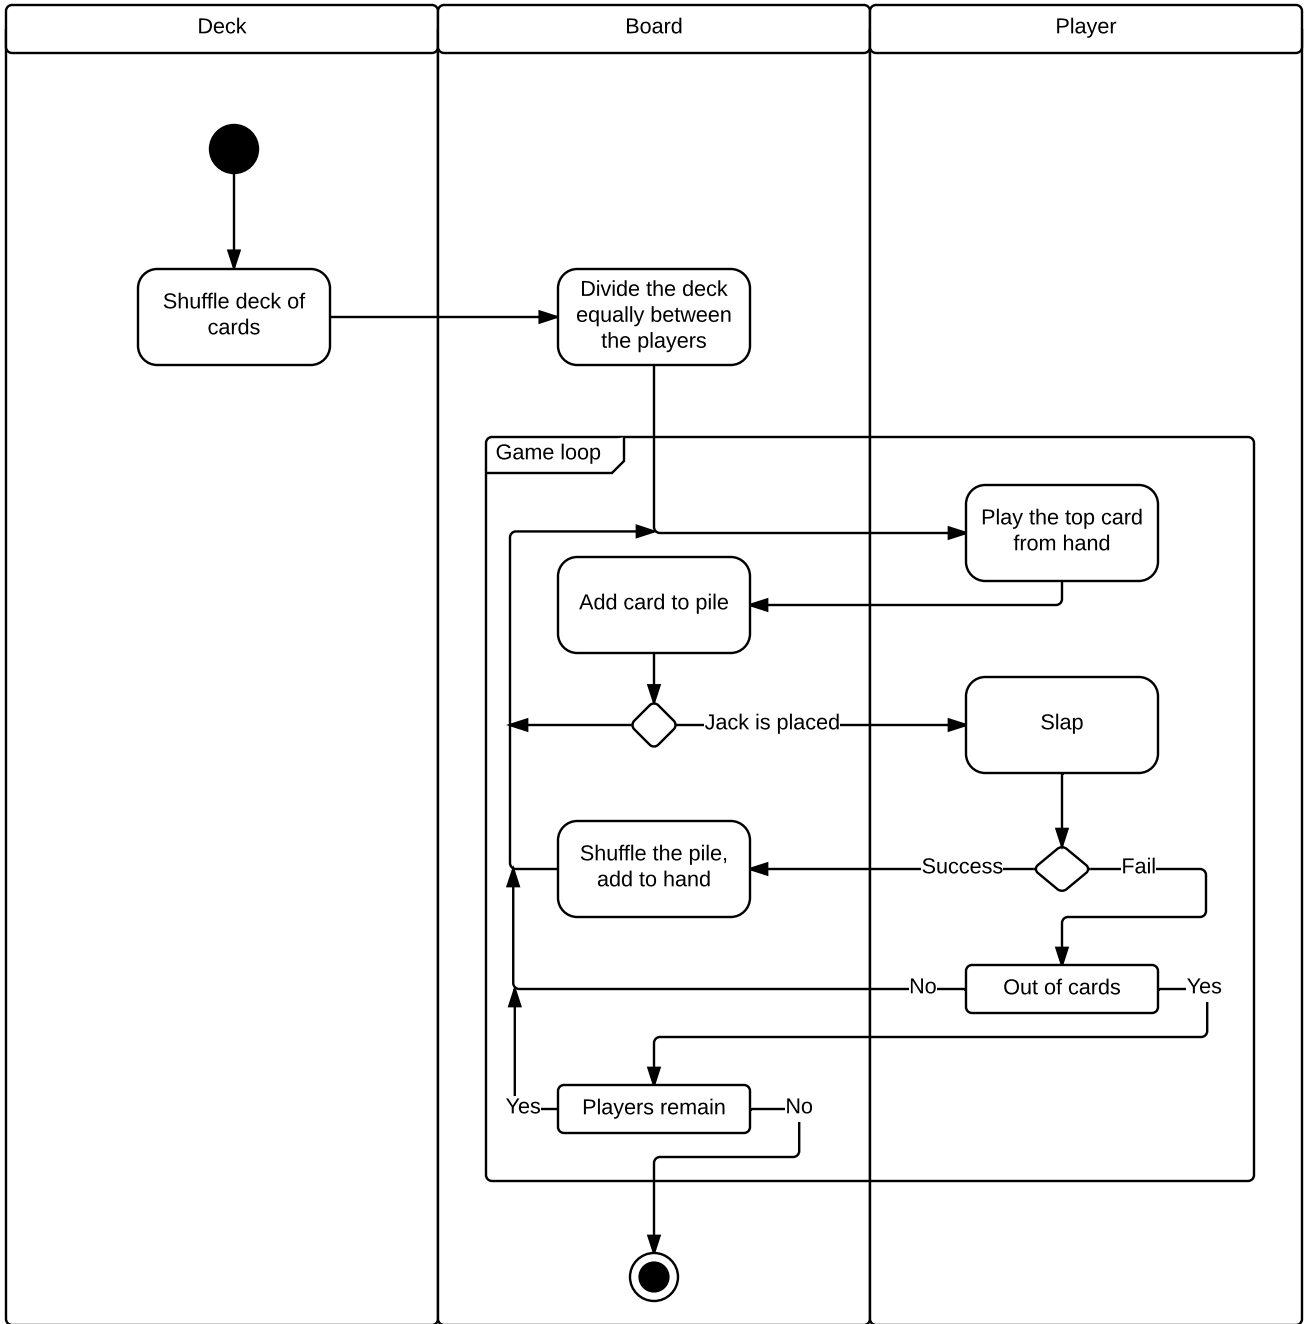 Deck
Board
Player
Shuffle deck of
cards
Divide the deck
equally between
the players
Game loop
Play the top card
from hand
Add card to pile
Jack is placed
Slap
Shuffle the pile,
add to hand
Success
Fail
No
Out of cards
Yes
Yes
Players remain
No